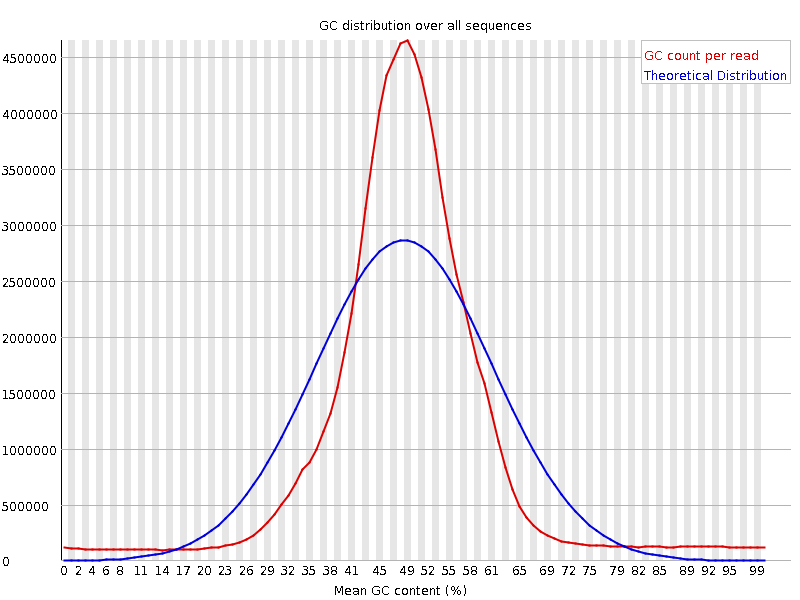 GC distribution over all sequences
GC count per read
Theoretical Distribution
4500000
4000000
3500000
3000000
2500000
2000000
1500000
1000000
500000
0
0 2 4 6 8 11 14 17 20 23 26 29 32 35 38 41 45 49 52 55 58 61 65 69 72 75 79 82 85 89 92 95 99
Mean GC content (%)